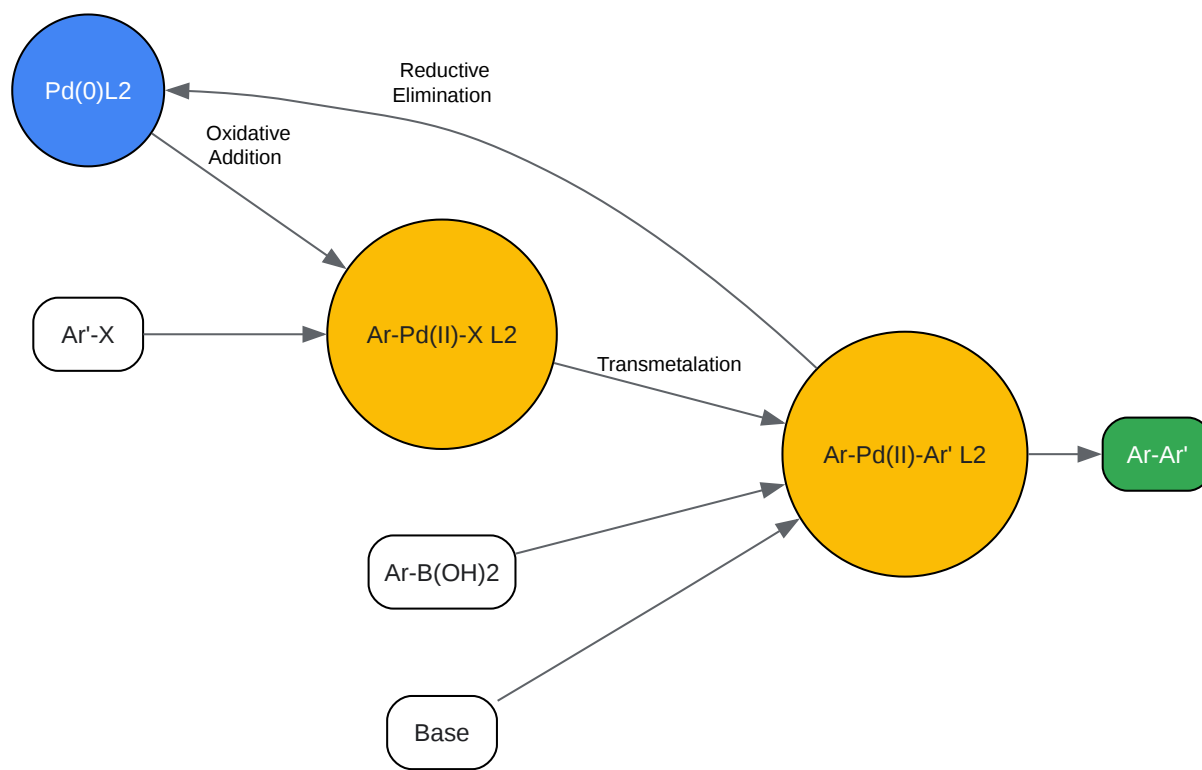 Pd(0)L2
Reductive
Elimination
Oxidative
Addition
Ar'-X
Ar-Pd(II)-X L2
Transmetalation
Ar-Pd(II)-Ar' L2
Ar-Ar'
Ar-B(OH)2
Base